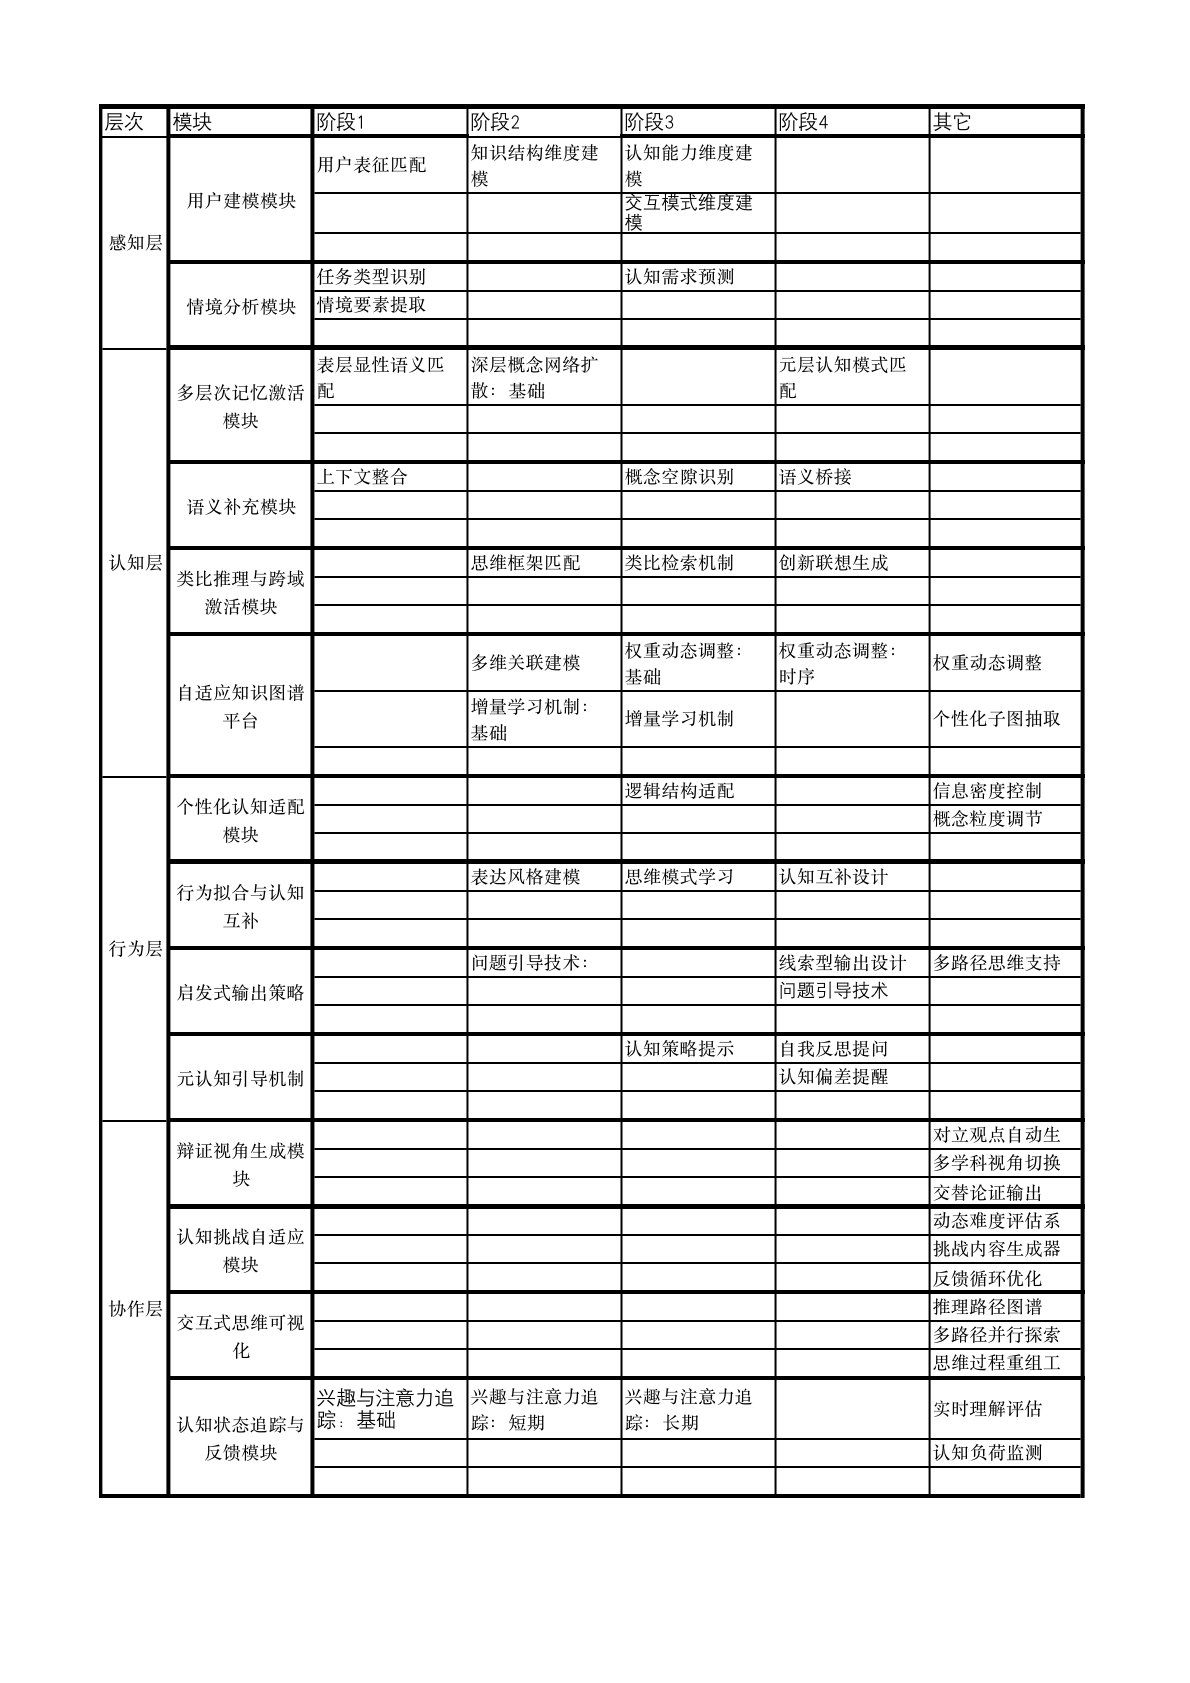 层次 模块 阶段1 阶段2 阶段3 阶段4 其它
感知层
用户建模模块
用户表征匹配
知识结构维度建
模
认知能力维度建
模
交互模式维度建
模
情境分析模块
任务类型识别
认知需求预测
情境要素提取
认知层
多层次记忆激活
模块
表层显性语义匹
配
深层概念网络扩
散：基础
元层认知模式匹
配
语义补充模块
上下文整合
概念空隙识别
语义桥接
类比推理与跨域
激活模块
思维框架匹配
类比检索机制
创新联想生成
自适应知识图谱
平台
多维关联建模
权重动态调整：
基础
权重动态调整：
时序
权重动态调整
增量学习机制：
基础
增量学习机制
个性化子图抽取
行为层
个性化认知适配
模块
逻辑结构适配
信息密度控制
概念粒度调节
行为拟合与认知
互补
表达风格建模
思维模式学习
认知互补设计
启发式输出策略
问题引导技术：
线索型输出设计
多路径思维支持
问题引导技术
元认知引导机制
认知策略提示
自我反思提问
认知偏差提醒
协作层
辩证视角生成模
块
对立观点自动生
多学科视角切换
交替论证输出
认知挑战自适应
模块
动态难度评估系
挑战内容生成器
反馈循环优化
交互式思维可视
化
推理路径图谱
多路径并行探索
思维过程重组工
认知状态追踪与
反馈模块
兴趣与注意力追
踪：基础
兴趣与注意力追
踪：短期
兴趣与注意力追
踪：长期
实时理解评估
认知负荷监测